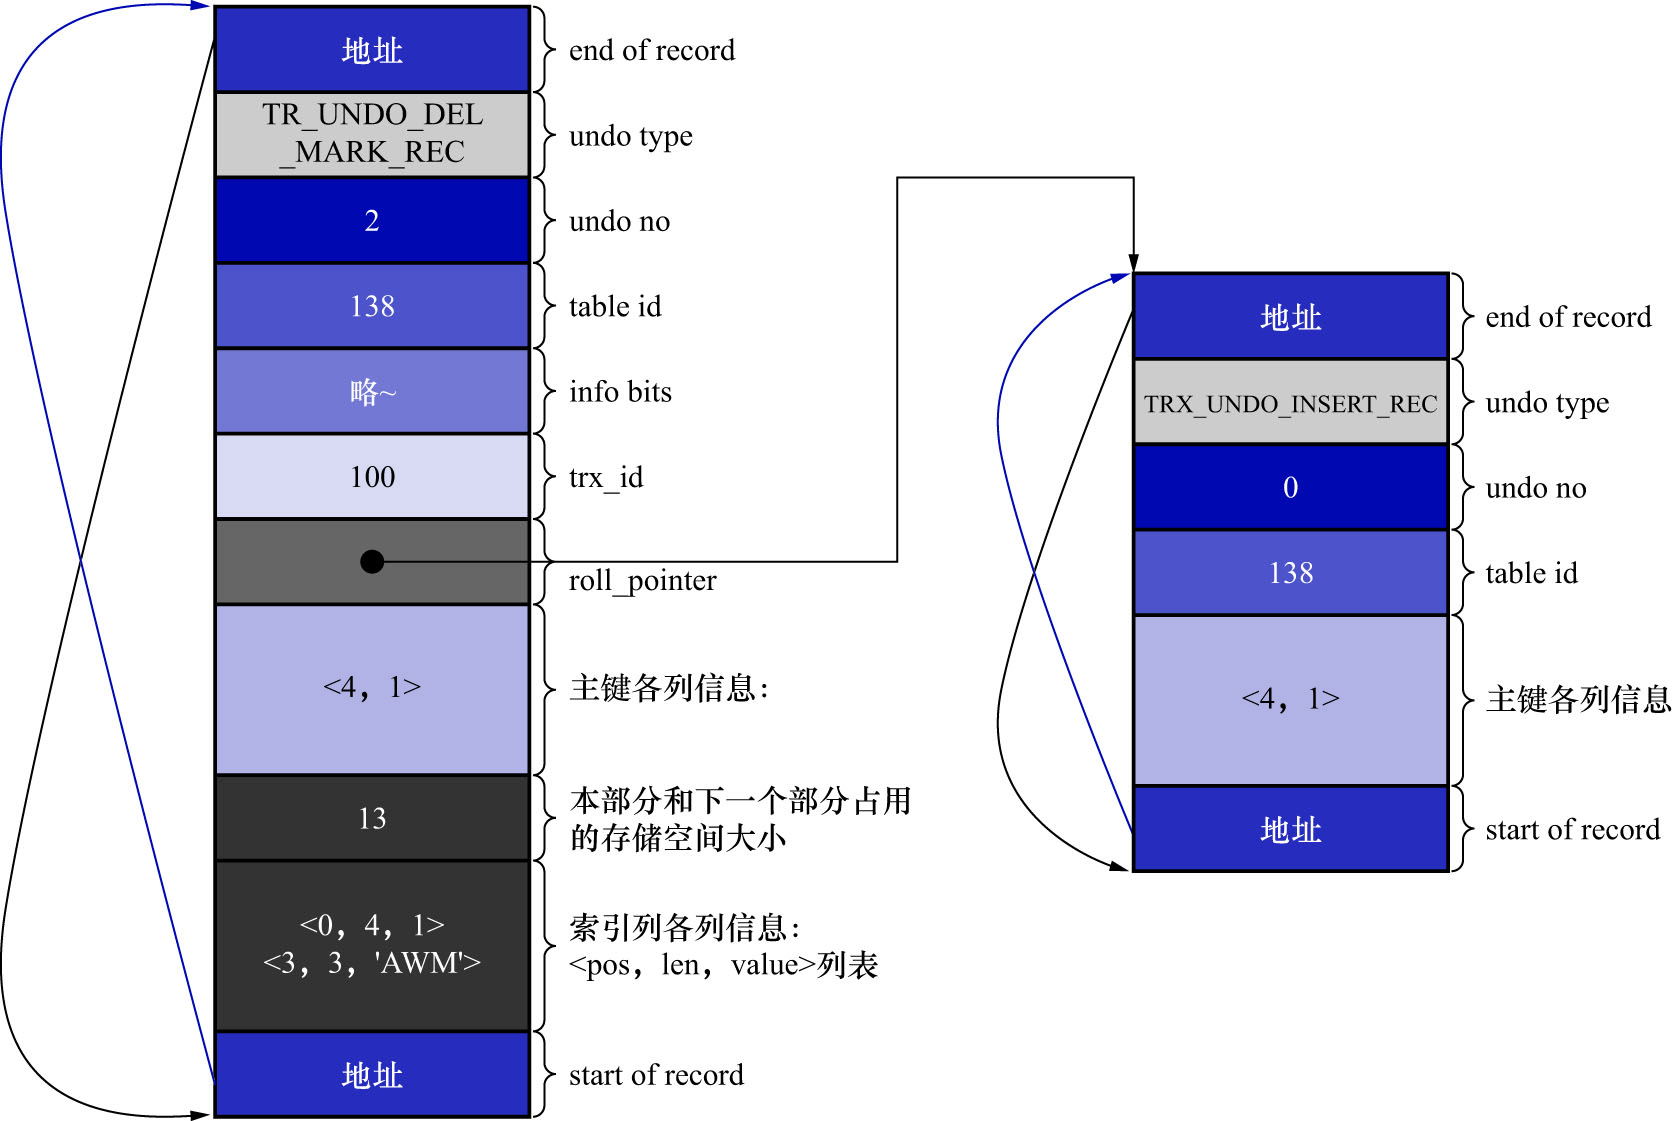 地址
end of record
TR_UNDO_DEL
_MARK_REC
undo type
2
undo no
138
table id
略~
info bits
100
trx_id
roll_pointer
<4，1>
主键各列信息：
13
本部分和下一个部分占用
的存储空间大小
<0，4，1>
<3，3，'AWM'>
索引列各列信息：
<pos，len，value>列表
地址
start of record
地址
end of record
TRX_UNDO_INSERT_REC
undo type
0
undo no
138
table id
<4，1>
主键各列信息
地址
start of record